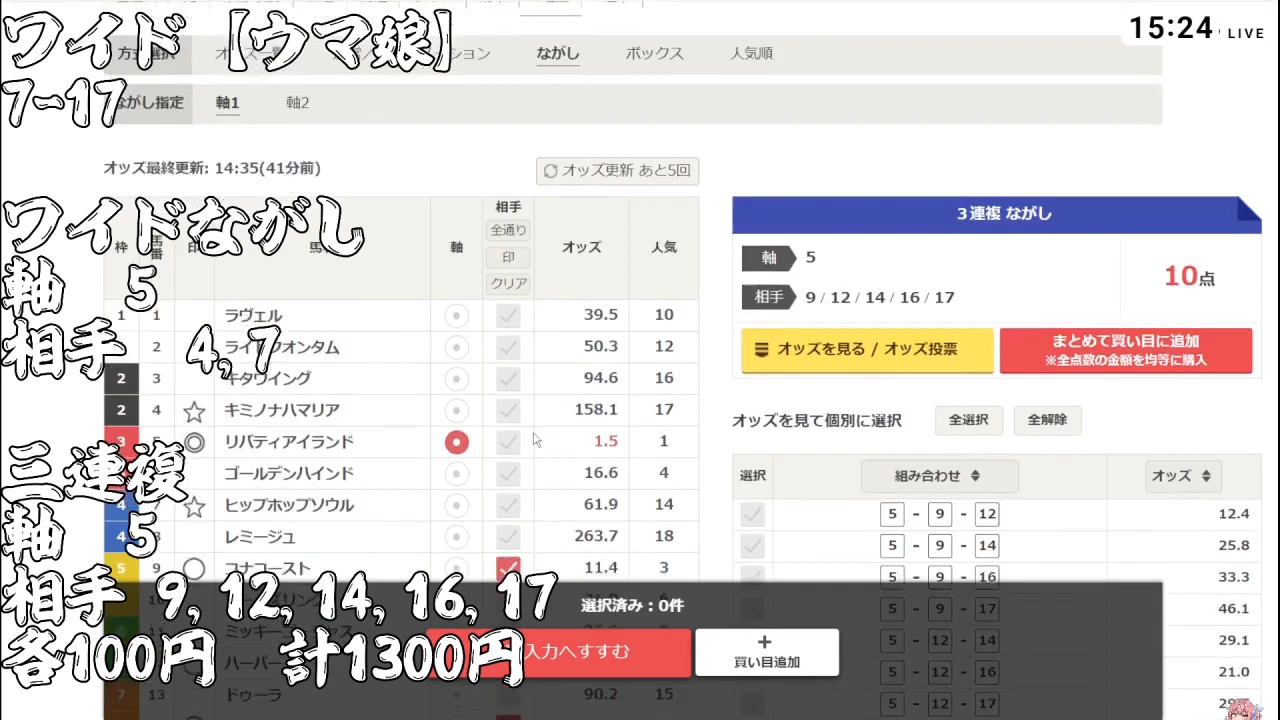 15:24 LIVE
ワイド【ウマ娘】
7-17
方式選択
ション
ながし
ボックス
人気順
ながし指定
軸1
軸2
オッズ最終更新: 14:35(41分前)
オッズ更新 あと5回
ワイドながし
軸 5
相手 4,7
三連複
軸 5
相手 9,12,14,16,17
各100円 計1300円
枠
馬番
印
軸
相手
全通り
印
クリア
オッズ
人気
1 1 ラヴェル 39.5 10
2 50.3 12
2 3 キタウイング 94.6 16
2 4 ☆ キミノナハマリア 158.1 17
3 ◎ リバティアイランド 1.5 1
ゴールデンハインド 16.6 4
4 ☆ ヒップホップソウル 61.9 14
4 レミージュ 263.7 18
5 9 ○ コナコースト 11.4 3
ハーパー
7 13 ドゥーラ 90.2 15
3連複 ながし
軸 5
相手 9 / 12 / 14 / 16 / 17
10点
オッズを見る / オッズ投票
まとめて買い目に追加
※全点数の金額を均等に購入
オッズを見て個別に選択
全選択
全解除
選択
組み合わせ
オッズ
5 - 9 - 12 12.4
5 - 9 - 14 25.8
5 - 9 - 16 33.3
5 - 9 - 17 46.1
5 - 12 - 14 29.1
5 - 12 - 16 21.0
5 - 12 - 17
選択済み：0件
入力へすすむ
+
買い目追加